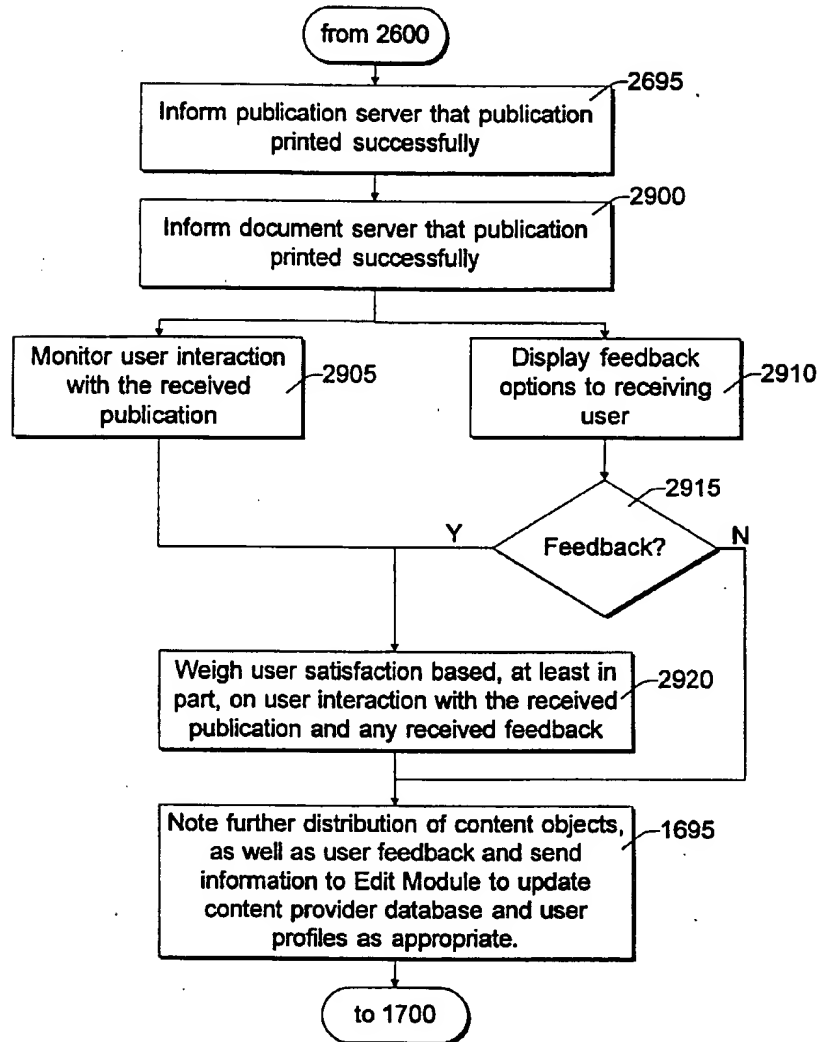 from 2600
2695
Inform publication server that publication
printed successfully
2900
Inform document server that publication
printed successfully
Monitor user interaction
with the received
publication
2905
Display feedback
options to receiving
user
2910
2915
Y
Feedback?
N
Weigh user satisfaction based, at least in
part, on user interaction with the received
publication and any received feedback
2920
Note further distribution of content objects,
as well as user feedback and send
information to Edit Module to update
content provider database and user
profiles as appropriate.
1695
to 1700